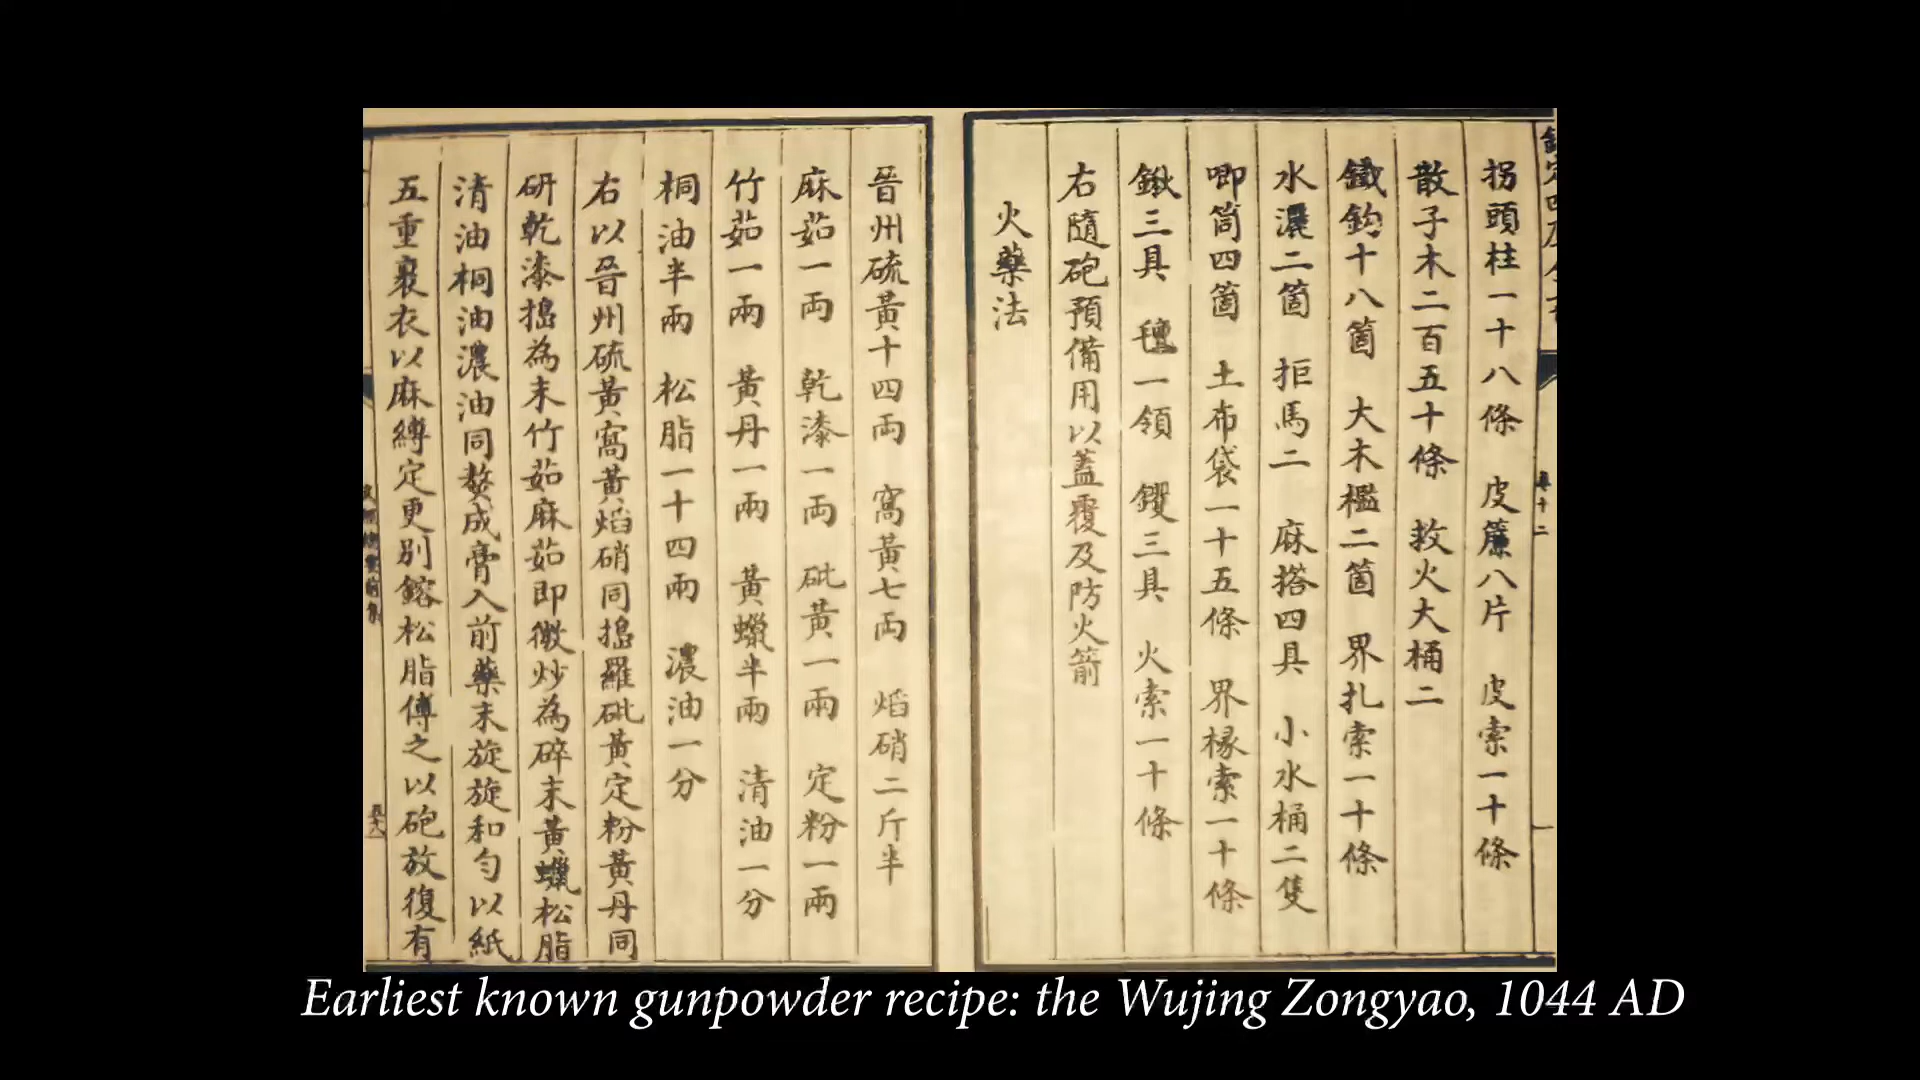 拐頭柱一十八條 皮簾八片 皮索一十條
散子木二百五十條 救火大桶二
鐵鈎十八箇 大木檻二箇 界扎索一十條
水濃二箇 拒馬二 麻搭四具 小水桶二隻
唧筒四箇 土布袋一十五條 界椽索一十條
鍬三具 氊一領 钁三具 火索一十條
右隨砲預備用以蓋覆及防火箭
火藥法
晉州硫黃十四兩 窩黃七兩 焰硝二斤半
麻茹一兩 乾漆一兩 砒黃一兩 定粉一兩
竹茹一兩 黃丹一兩 黃蠟半兩 清油一分
桐油半兩 松脂一十四兩 濃油一分
右以晉州硫黃窩黃焰硝同搗羅砒黃定粉黃丹同
研乾漆搗為末竹茹麻茹即微炒為碎末黃蠟松脂
清油桐油濃油同熬成膏入前藥末旋旋和勻以紙
五重裹衣以麻縛定更別鎔松脂傅之以砲放復有
Earliest known gunpowder recipe: the Wujing Zongyao, 1044 AD